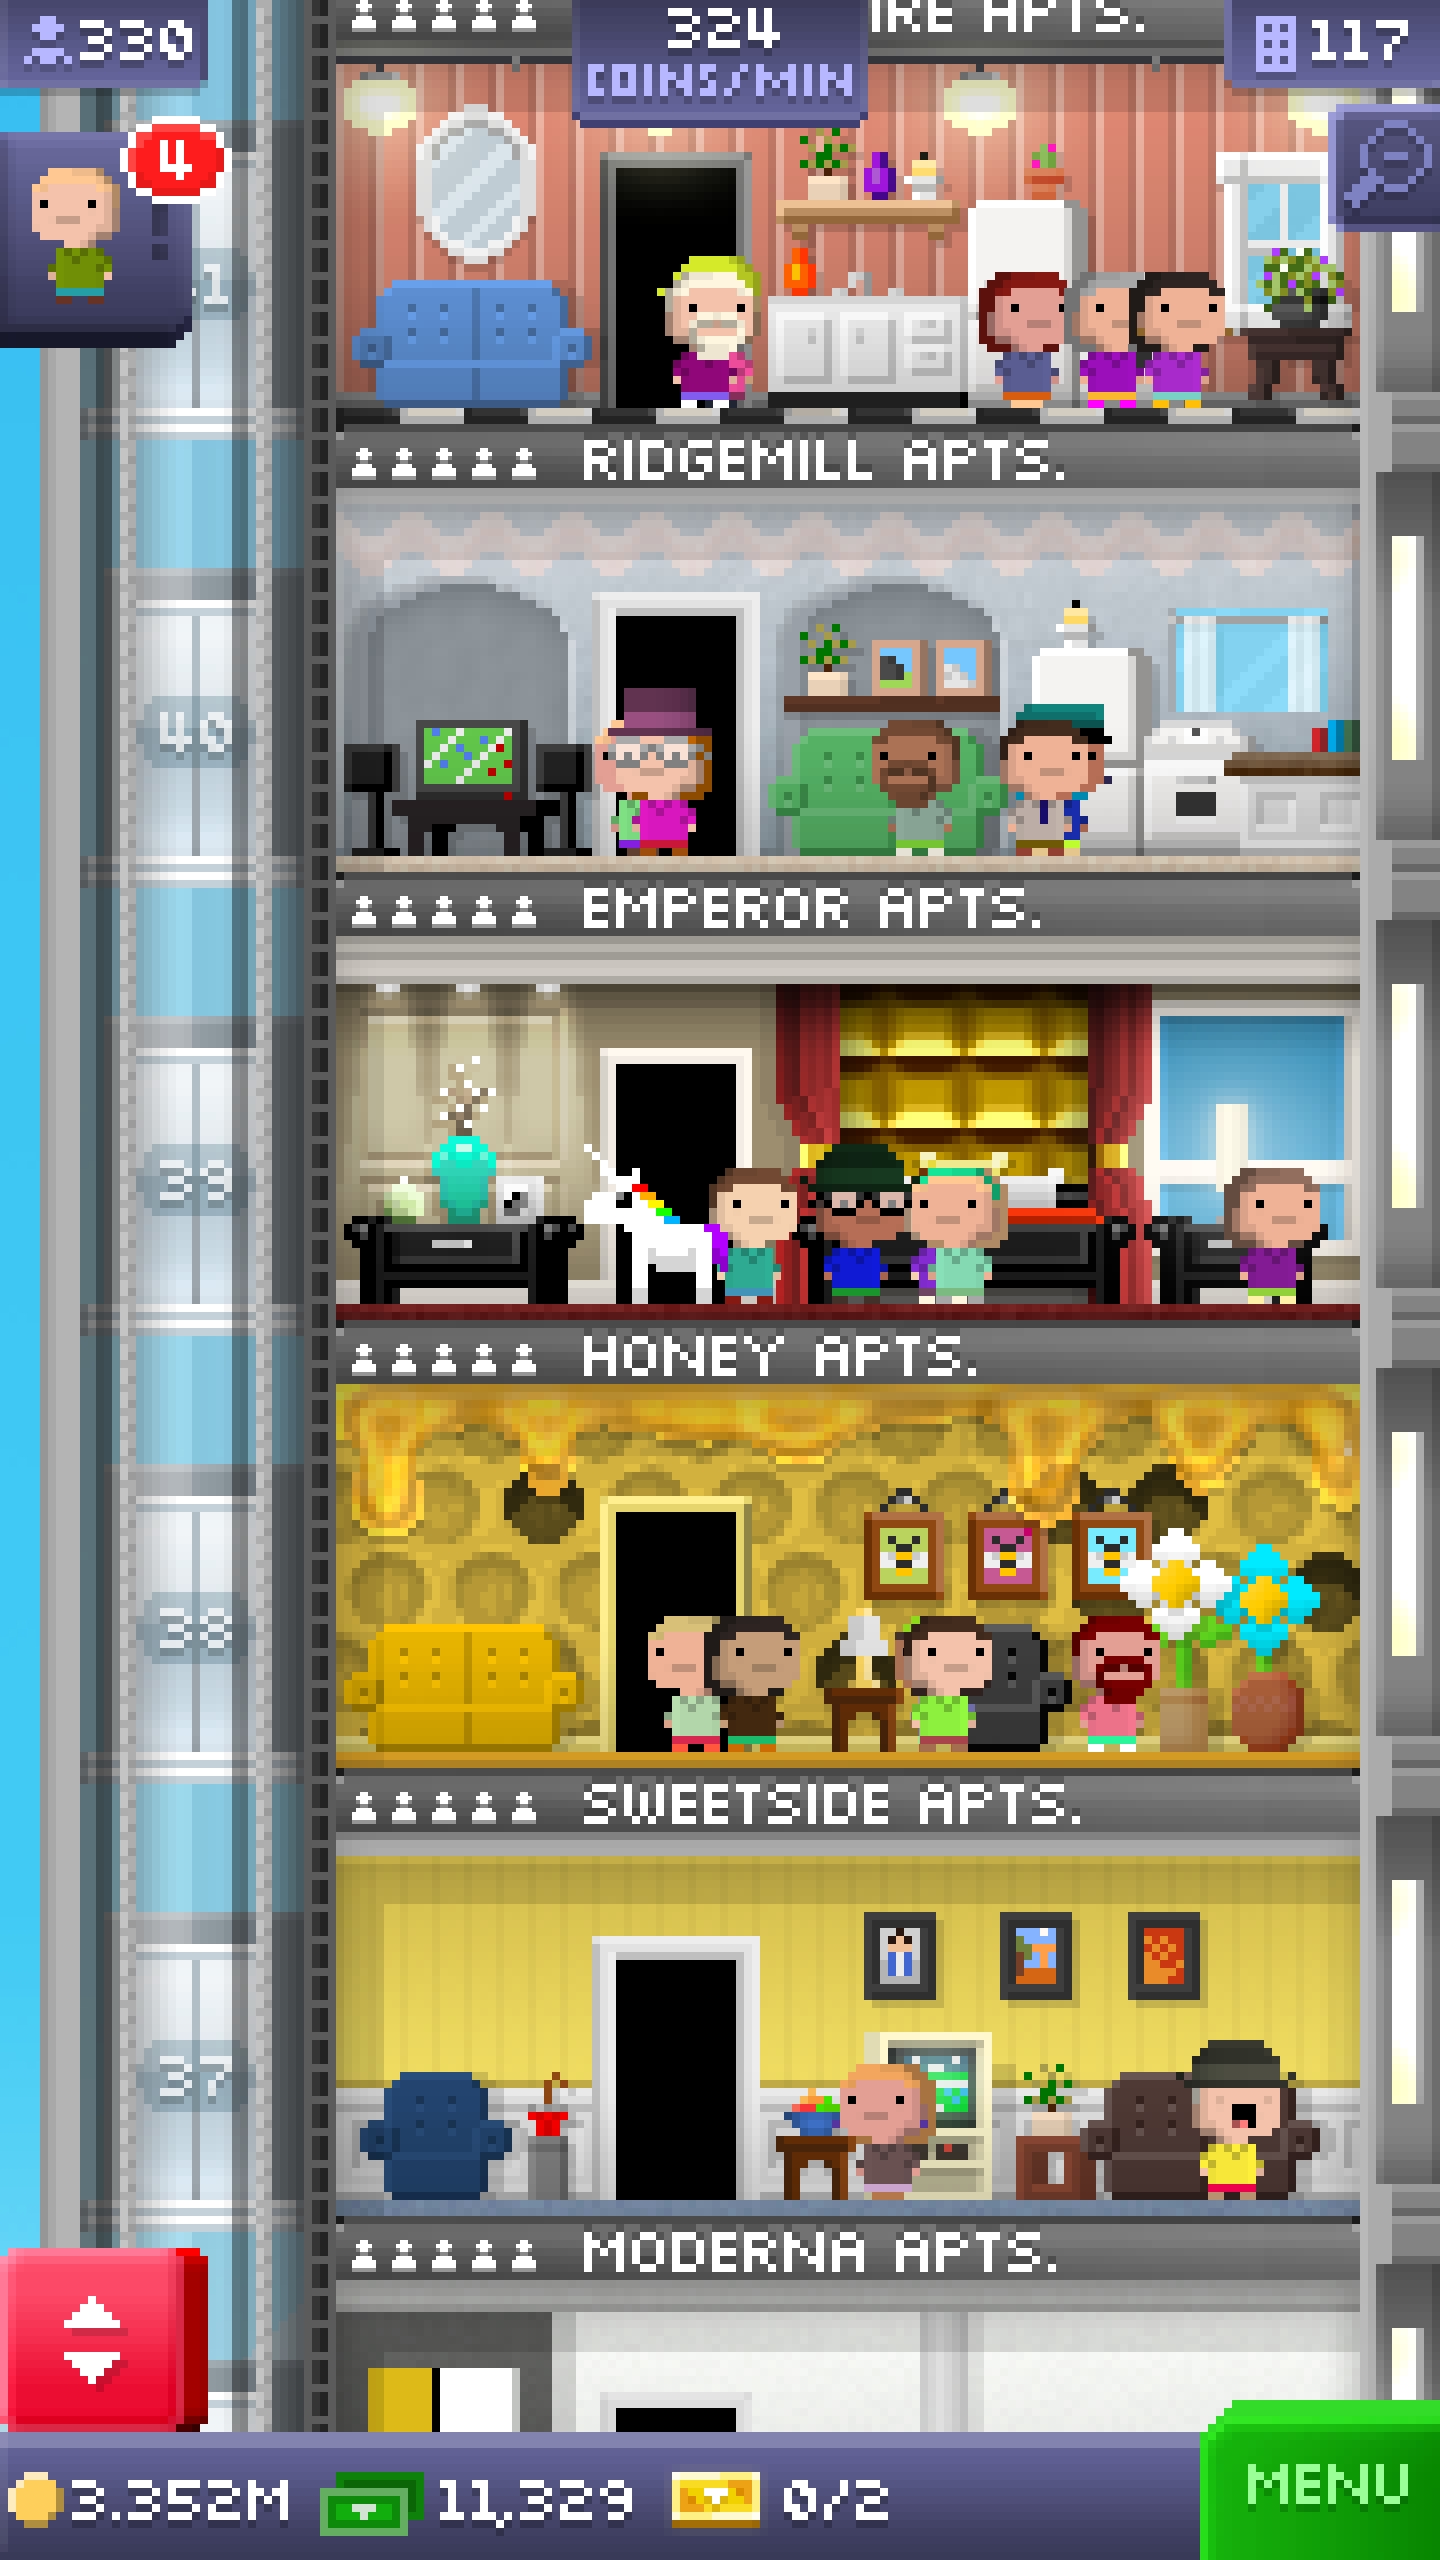 330
324
COINS/MIN
IRE APTS.
117
4
RIDGEMILL APTS.
40
EMPEROR APTS.
39
HONEY APTS.
38
SWEETSIDE APTS.
37
MODERNA APTS.
3.352M
11,329
0/2
MENU